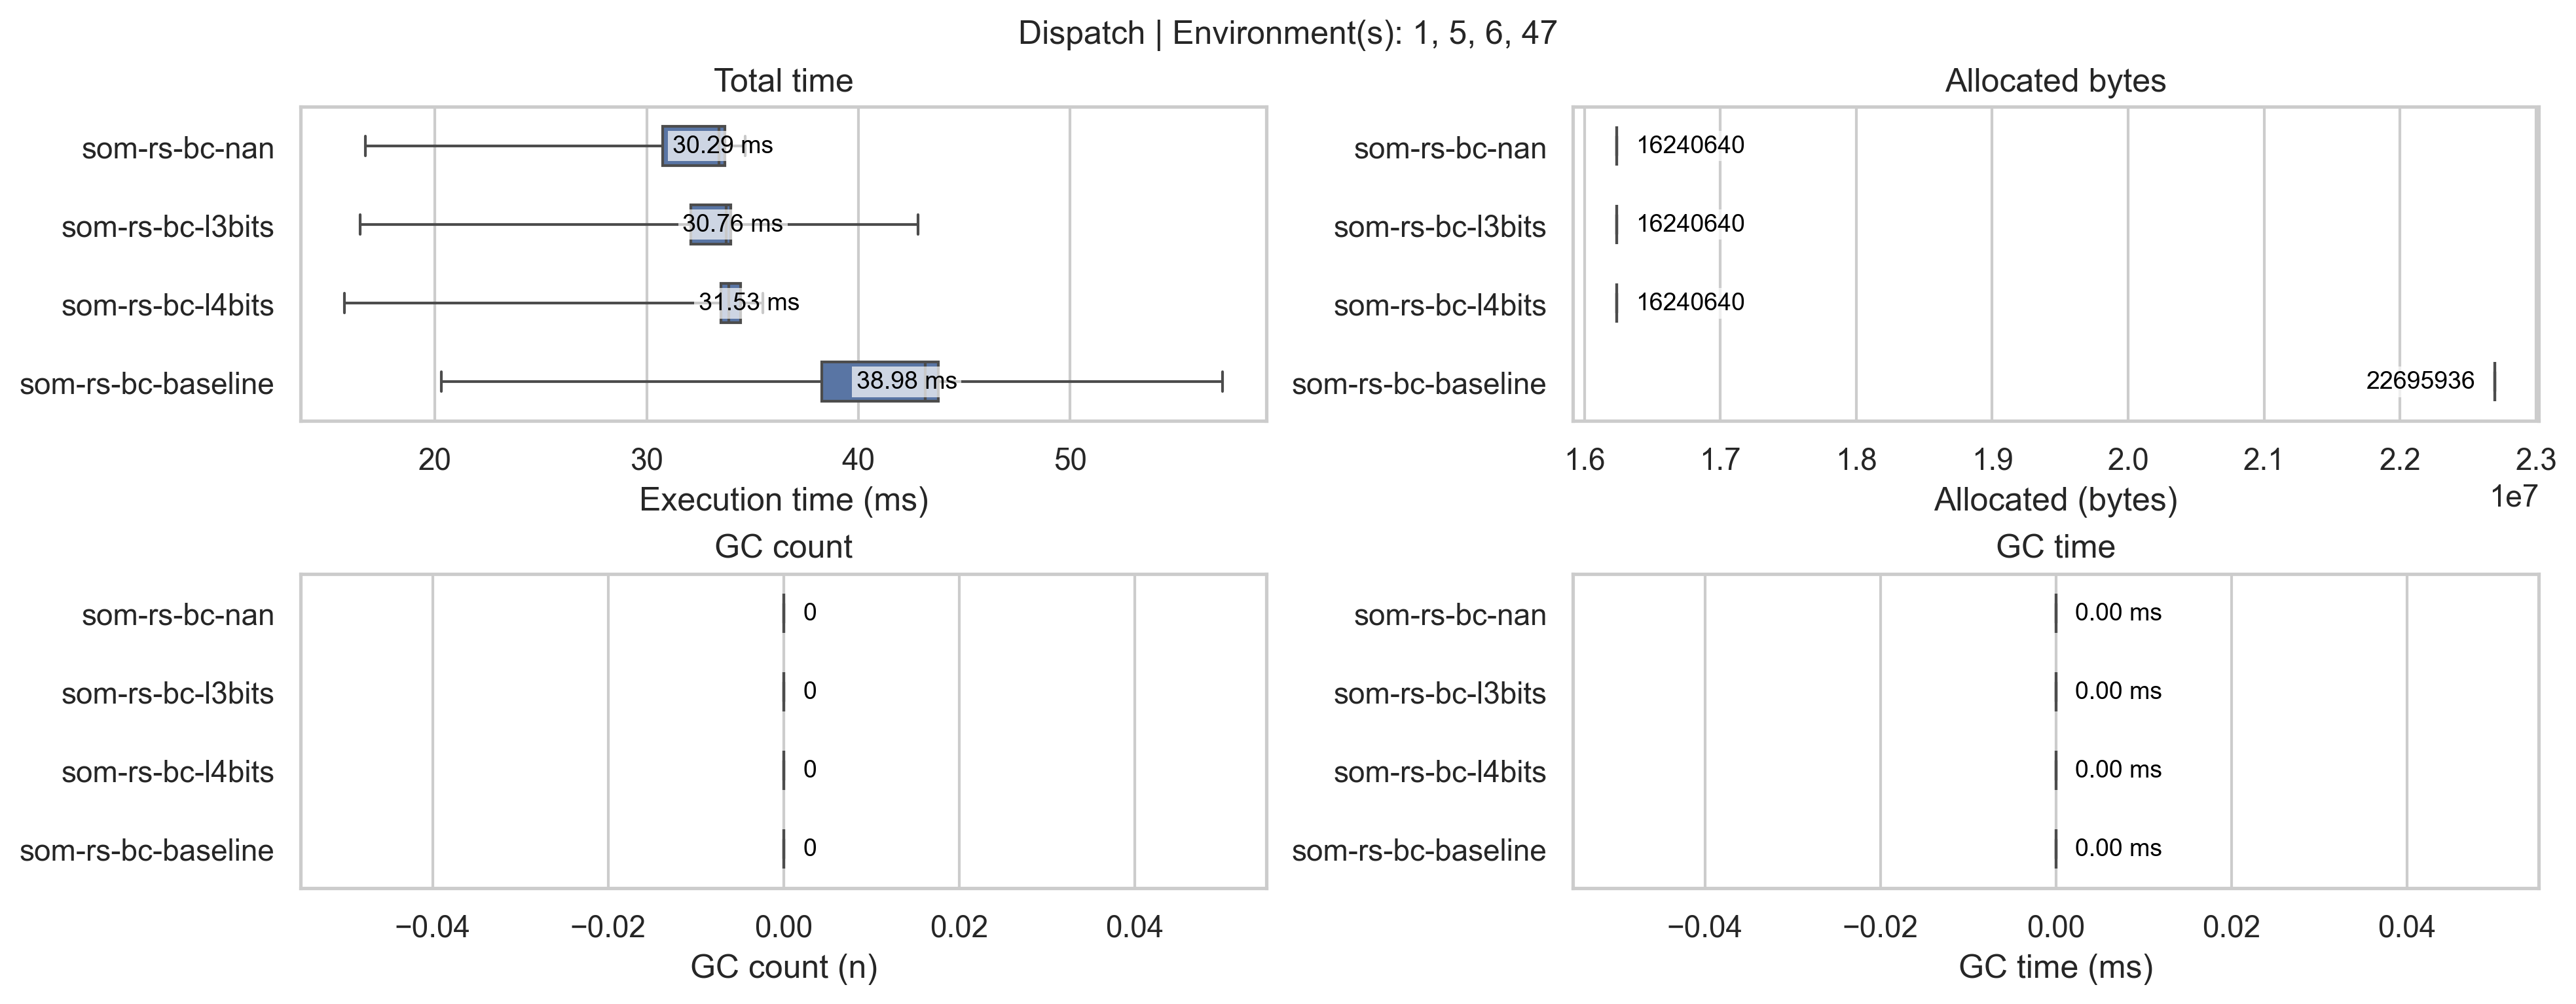 Dispatch | Environment(s): 1, 5, 6, 47
Total time
som-rs-bc-nan
30.29 ms
som-rs-bc-l3bits
30.76 ms
som-rs-bc-l4bits
31.53 ms
som-rs-bc-baseline
38.98 ms
20 30 40 50
Execution time (ms)
Allocated bytes
som-rs-bc-nan
16240640
som-rs-bc-l3bits
16240640
som-rs-bc-l4bits
16240640
som-rs-bc-baseline
22695936
1.6 1.7 1.8 1.9 2.0 2.1 2.2 2.3
1e7
Allocated (bytes)
GC count
som-rs-bc-nan
0
som-rs-bc-l3bits
0
som-rs-bc-l4bits
0
som-rs-bc-baseline
0
−0.04 −0.02 0.00 0.02 0.04
GC count (n)
GC time
som-rs-bc-nan
0.00 ms
som-rs-bc-l3bits
0.00 ms
som-rs-bc-l4bits
0.00 ms
som-rs-bc-baseline
0.00 ms
−0.04 −0.02 0.00 0.02 0.04
GC time (ms)